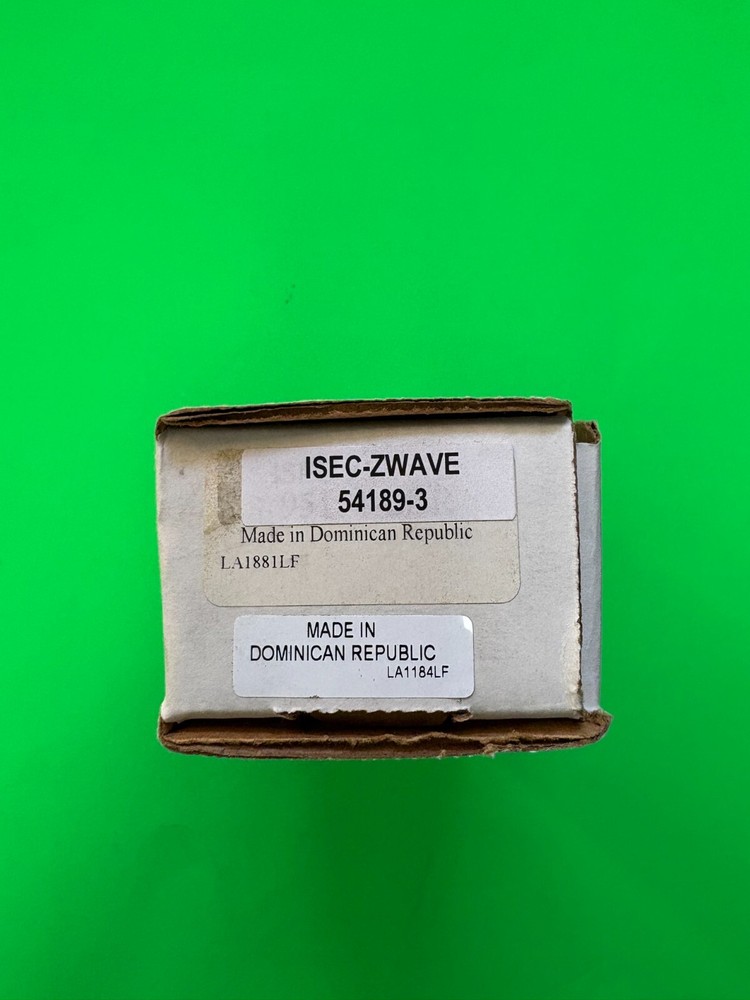 ISEC-ZWAVE
54189-3
Made in Dominican Republic
LA1881LF
MADE IN
DOMINICAN REPUBLIC
LA1184LF